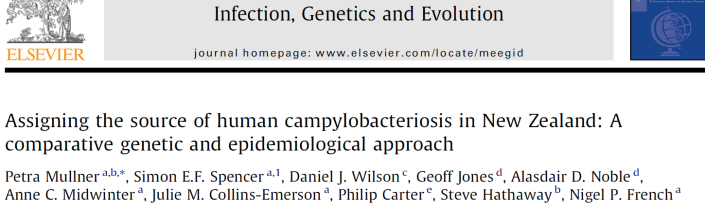 Infection, Genetics and Evolution
ELSEVIER
journal homepage: www.elsevier.com/locate/meegid
Assigning the source of human campylobacteriosis in New Zealand: A
comparative genetic and epidemiological approach
Petra Mullner a,b,*, Simon E.F. Spencer a,1, Daniel J. Wilson c, Geoff Jones d, Alasdair D. Noble d,
Anne C. Midwinter a, Julie M. Collins-Emerson a, Philip Carter e, Steve Hathaway b, Nigel P. French a